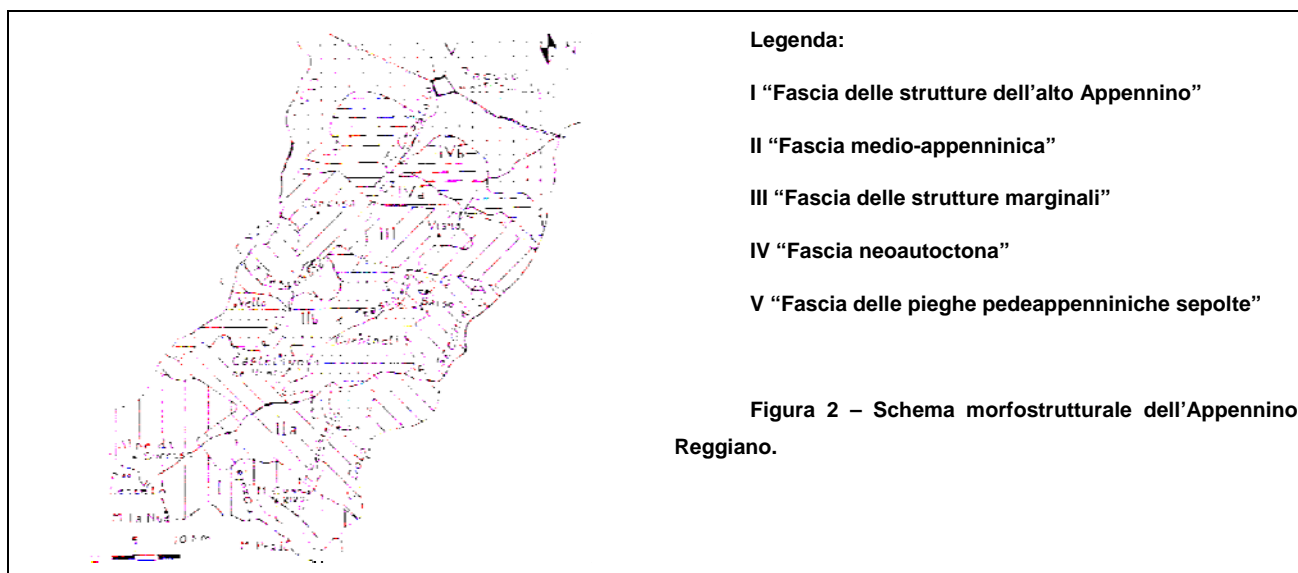 V
IVb
III
Viano
IIb
IIa
I
Legenda:
I “Fascia delle strutture dell’alto Appennino”
II “Fascia medio-appenninica”
III “Fascia delle strutture marginali”
IV “Fascia neoautoctona”
V “Fascia delle pieghe pedeappenniniche sepolte”
Figura 2 – Schema morfostrutturale dell’Appennino
Reggiano.